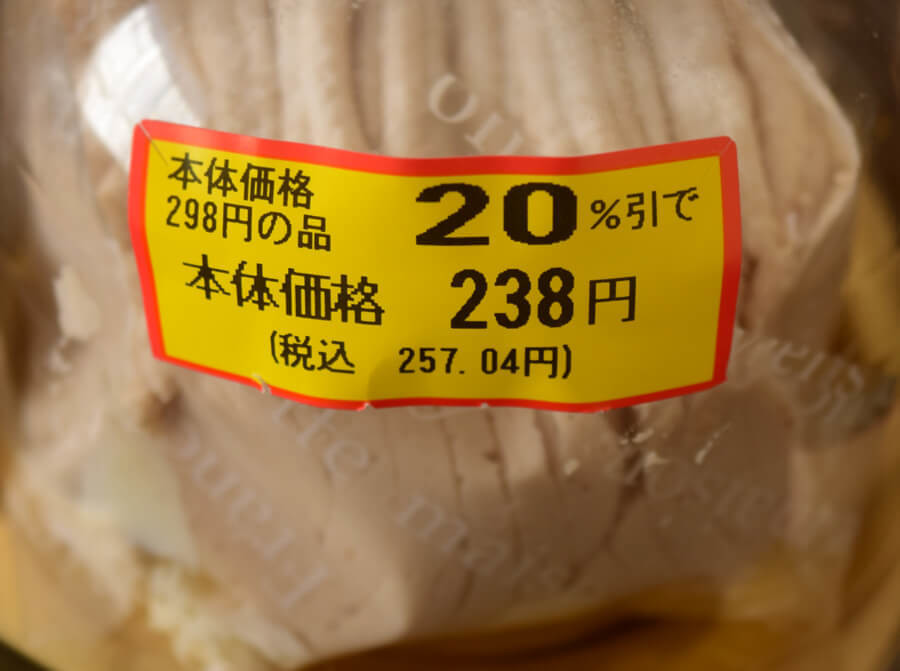 本体価格
298円の品
20%引で
本体価格 238円
(税込 257.04円)